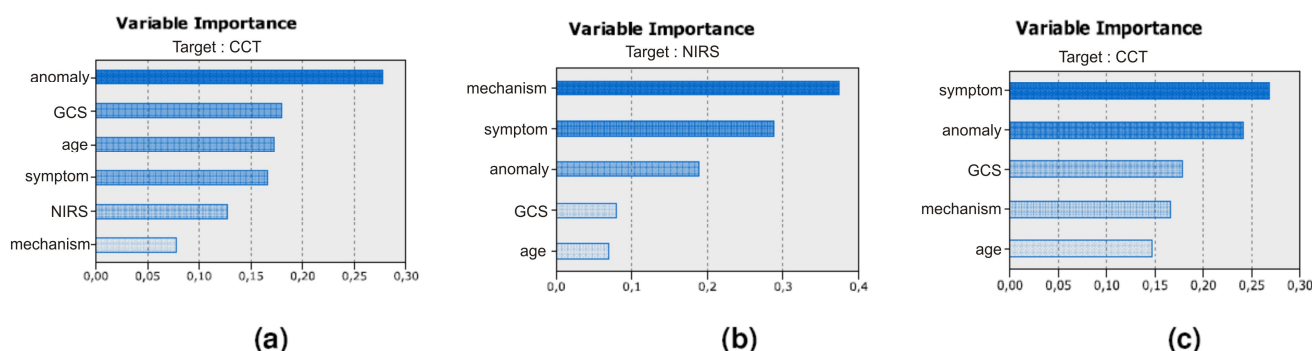 Variable Importance
Target : CCT
anomaly
GCS
age
symptom
NIRS
mechanism
0,00 0,05 0,10 0,15 0,20 0,25 0,30
(a)
Variable Importance
Target : NIRS
mechanism
symptom
anomaly
GCS
age
0,0 0,1 0,2 0,3 0,4
(b)
Variable Importance
Target : CCT
symptom
anomaly
GCS
mechanism
age
0,00 0,05 0,10 0,15 0,20 0,25 0,30
(c)